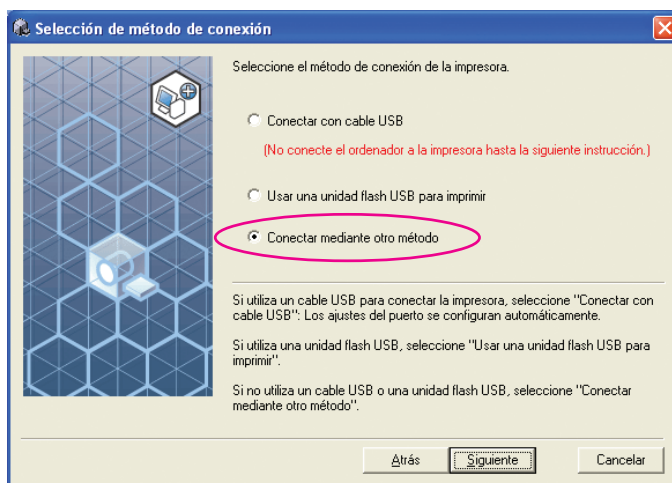 Selección de método de conexión
Seleccione el método de conexión de la impresora.
Conectar con cable USB
(No conecte el ordenador a la impresora hasta la siguiente instrucción.)
Usar una unidad flash USB para imprimir
Conectar mediante otro método
Si utiliza un cable USB para conectar la impresora, seleccione "Conectar con
cable USB": Los ajustes del puerto se configuran automáticamente.
Si utiliza una unidad flash USB, seleccione "Usar una unidad flash USB para
imprimir".
Si no utiliza un cable USB o una unidad flash USB, seleccione "Conectar
mediante otro método".
Atrás
Siguiente
Cancelar